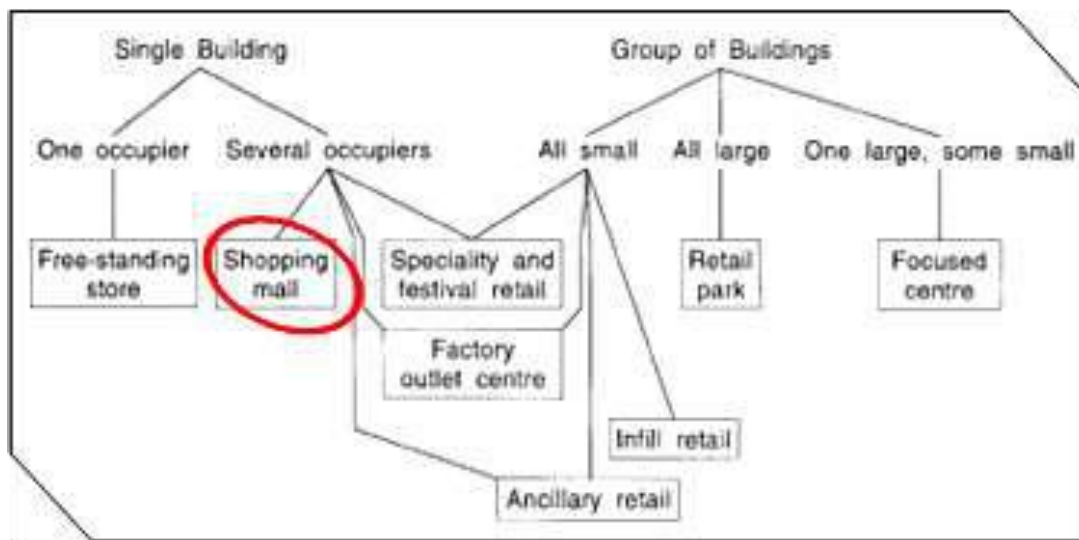 Single Building
Group of Buildings
One occupier
Several occupiers
All small
All large
One large, some small
Free-standing
store
Shopping
mall
Speciality and
festival retail
Retail
park
Focused
centre
Factory
outlet centre
Infill retail
Ancillary retail